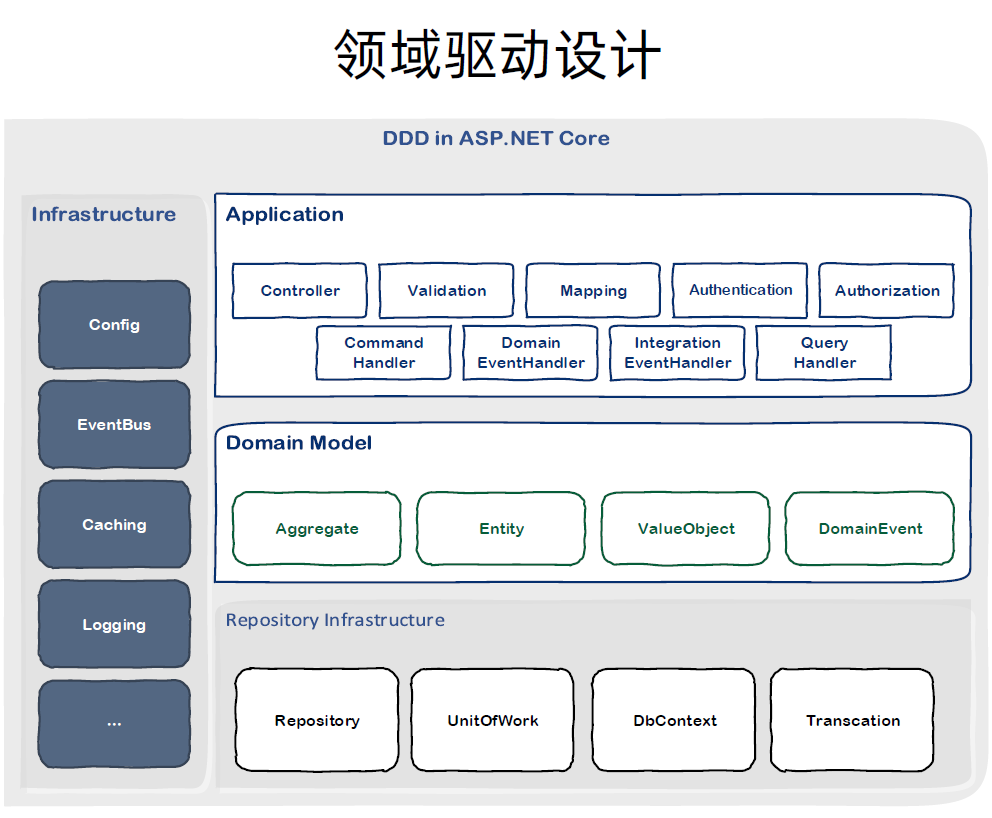 领域驱动设计
DDD in ASP.NET Core
Infrastructure
Config
EventBus
Caching
Logging
...
Application
Controller
Validation
Mapping
Authentication
Authorization
Command
Handler
Domain
EventHandler
Integration
EventHandler
Query
Handler
Domain Model
Aggregate
Entity
ValueObject
DomainEvent
Repository Infrastructure
Repository
UnitOfWork
DbContext
Transcation